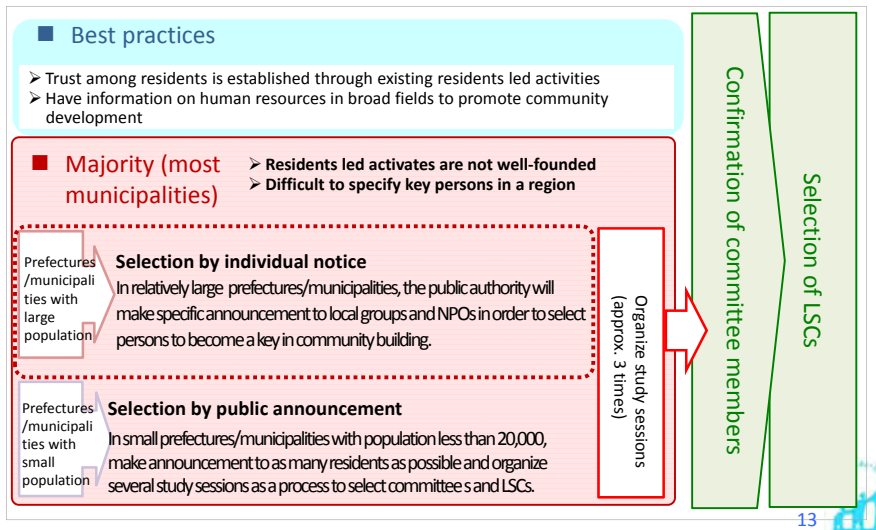 ■ Best practices
➢ Trust among residents is established through existing residents led activities
➢ Have information on human resources in broad fields to promote community
development
■ Majority (most
municipalities)
➢ Residents led activates are not well-founded
➢ Difficult to specify key persons in a region
Prefectures
/municipali
ties with
large
population
Selection by individual notice
In relatively large prefectures/municipalities, the public authority will
make specific announcement to local groups and NPOs in order to select
persons to become a key in community building.
Prefectures
/municipali
ties with
small
population
Selection by public announcement
In small prefectures/municipalities with population less than 20,000,
make announcement to as many residents as possible and organize
several study sessions as a process to select committee s and LSCs.
Organize study sessions
(approx. 3 times)
Confirmation of committee members
Selection of LSCs
13